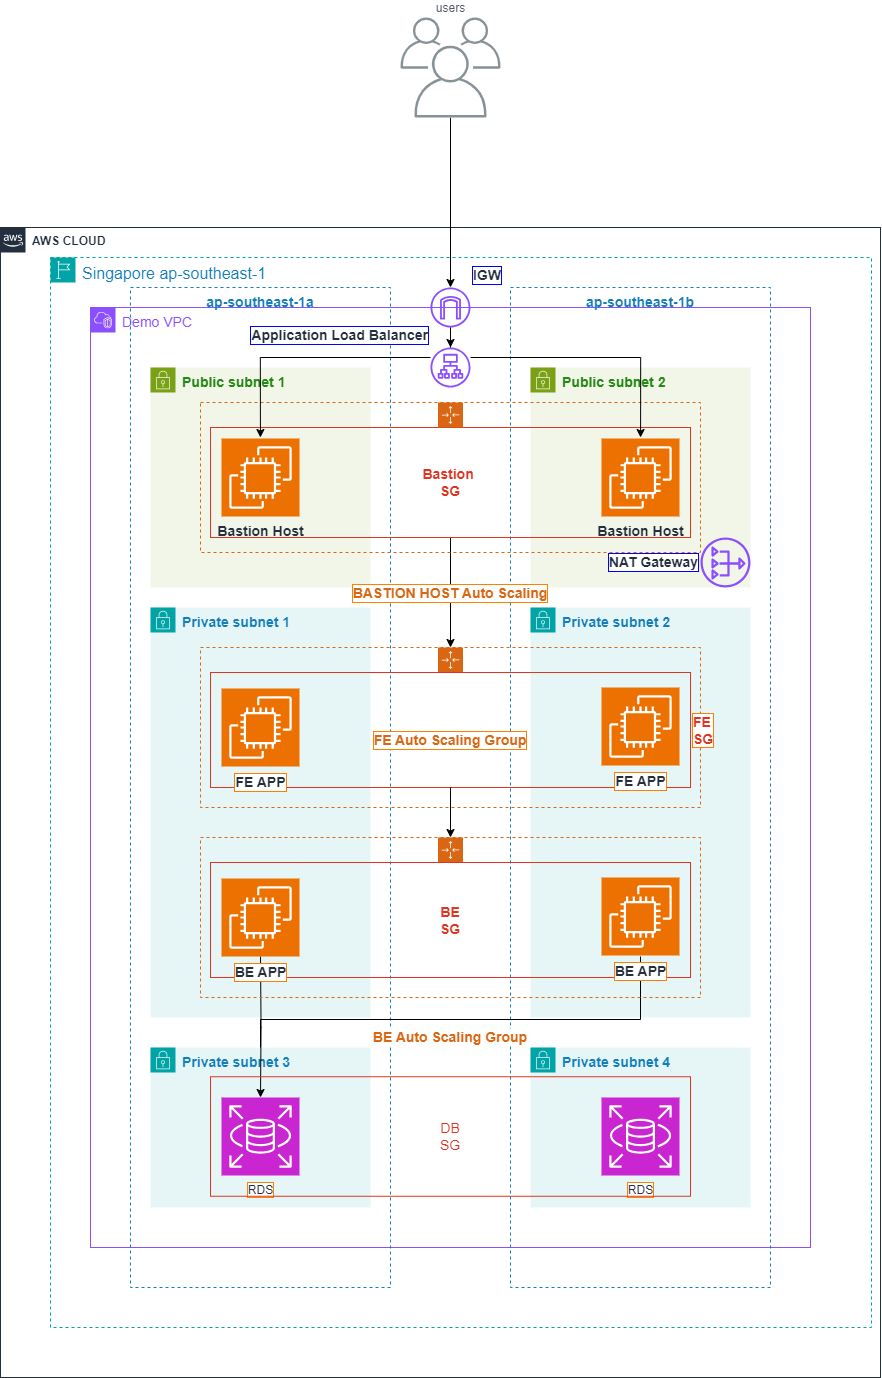 users
aws
AWS CLOUD
Singapore ap-southeast-1
IGW
ap-southeast-1a
ap-southeast-1b
Demo VPC
Application Load Balancer
Public subnet 1
Public subnet 2
Bastion
SG
Bastion Host
Bastion Host
NAT Gateway
BASTION HOST Auto Scaling
Private subnet 1
Private subnet 2
FE
SG
FE Auto Scaling Group
FE APP
FE APP
BE
SG
BE APP
BE APP
BE Auto Scaling Group
Private subnet 3
Private subnet 4
DB
SG
RDS
RDS